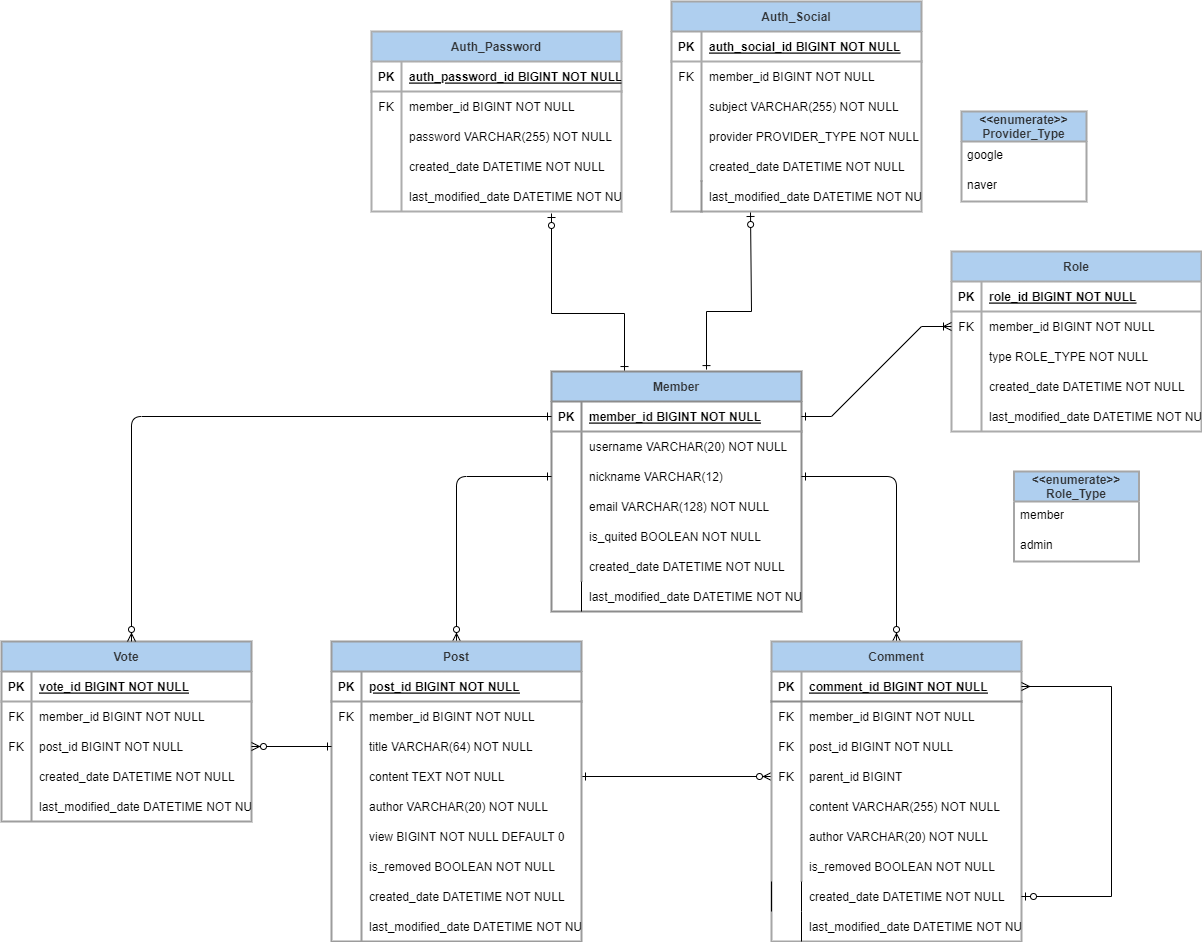 Auth_Social
PK auth_social_id BIGINT NOT NULL
FK member_id BIGINT NOT NULL
subject VARCHAR(255) NOT NULL
provider PROVIDER_TYPE NOT NULL
created_date DATETIME NOT NULL
last_modified_date DATETIME NOT NU
Auth_Password
PK auth_password_id BIGINT NOT NULL
FK member_id BIGINT NOT NULL
password VARCHAR(255) NOT NULL
created_date DATETIME NOT NULL
last_modified_date DATETIME NOT NU
<<enumerate>>
Provider_Type
google
naver
Role
PK role_id BIGINT NOT NULL
FK member_id BIGINT NOT NULL
type ROLE_TYPE NOT NULL
created_date DATETIME NOT NULL
last_modified_date DATETIME NOT NU
Member
PK member_id BIGINT NOT NULL
username VARCHAR(20) NOT NULL
nickname VARCHAR(12)
email VARCHAR(128) NOT NULL
is_quited BOOLEAN NOT NULL
created_date DATETIME NOT NULL
last_modified_date DATETIME NOT NU
<<enumerate>>
Role_Type
member
admin
Vote
PK vote_id BIGINT NOT NULL
FK member_id BIGINT NOT NULL
FK post_id BIGINT NOT NULL
created_date DATETIME NOT NULL
last_modified_date DATETIME NOT NU
Post
PK post_id BIGINT NOT NULL
FK member_id BIGINT NOT NULL
title VARCHAR(64) NOT NULL
content TEXT NOT NULL
author VARCHAR(20) NOT NULL
view BIGINT NOT NULL DEFAULT 0
is_removed BOOLEAN NOT NULL
created_date DATETIME NOT NULL
last_modified_date DATETIME NOT NU
Comment
PK comment_id BIGINT NOT NULL
FK member_id BIGINT NOT NULL
FK post_id BIGINT NOT NULL
FK parent_id BIGINT
content VARCHAR(255) NOT NULL
author VARCHAR(20) NOT NULL
is_removed BOOLEAN NOT NULL
created_date DATETIME NOT NULL
last_modified_date DATETIME NOT NU